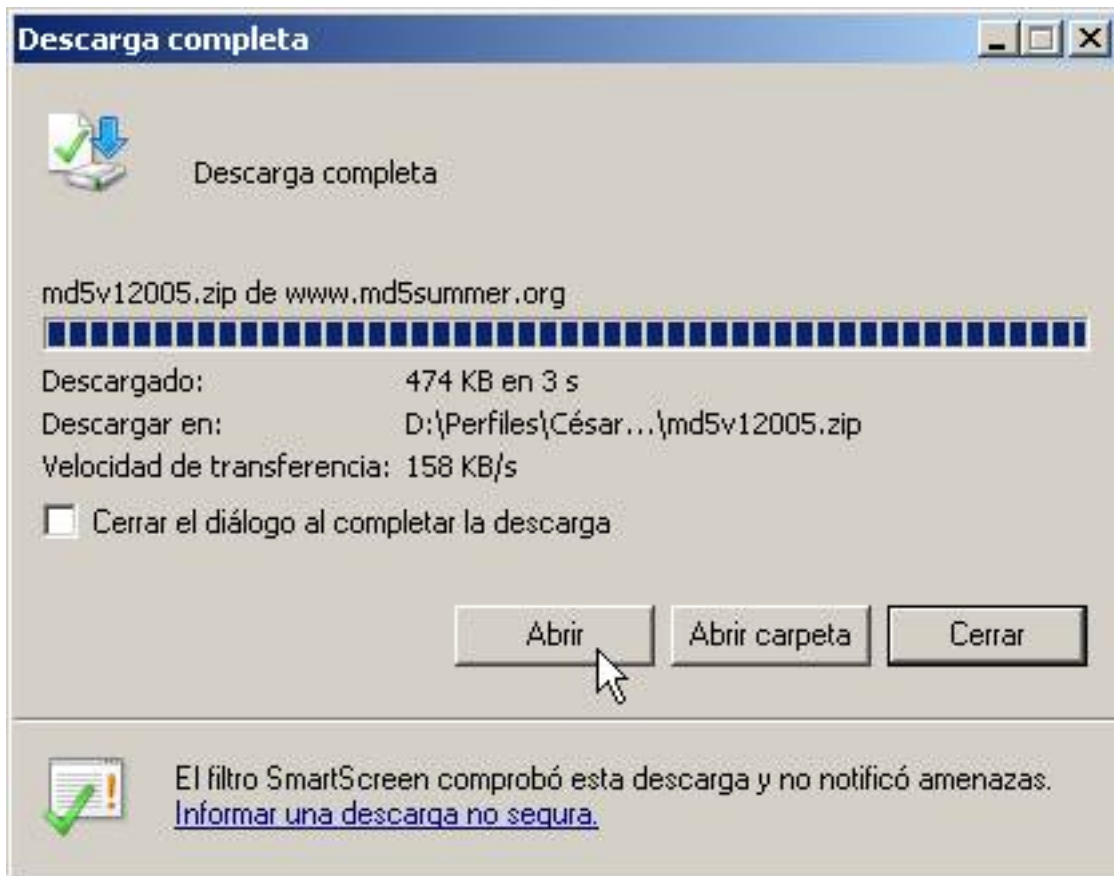 Descarga completa
Descarga completa
md5v12005.zip de www.md5summer.org
Descargado: 474 KB en 3 s
Descargar en: D:\Perfiles\César...\md5v12005.zip
Velocidad de transferencia: 158 KB/s
Cerrar el diálogo al completar la descarga
Abrir Abrir carpeta Cerrar
El filtro SmartScreen comprobó esta descarga y no notificó amenazas.
Informar una descarga no segura.